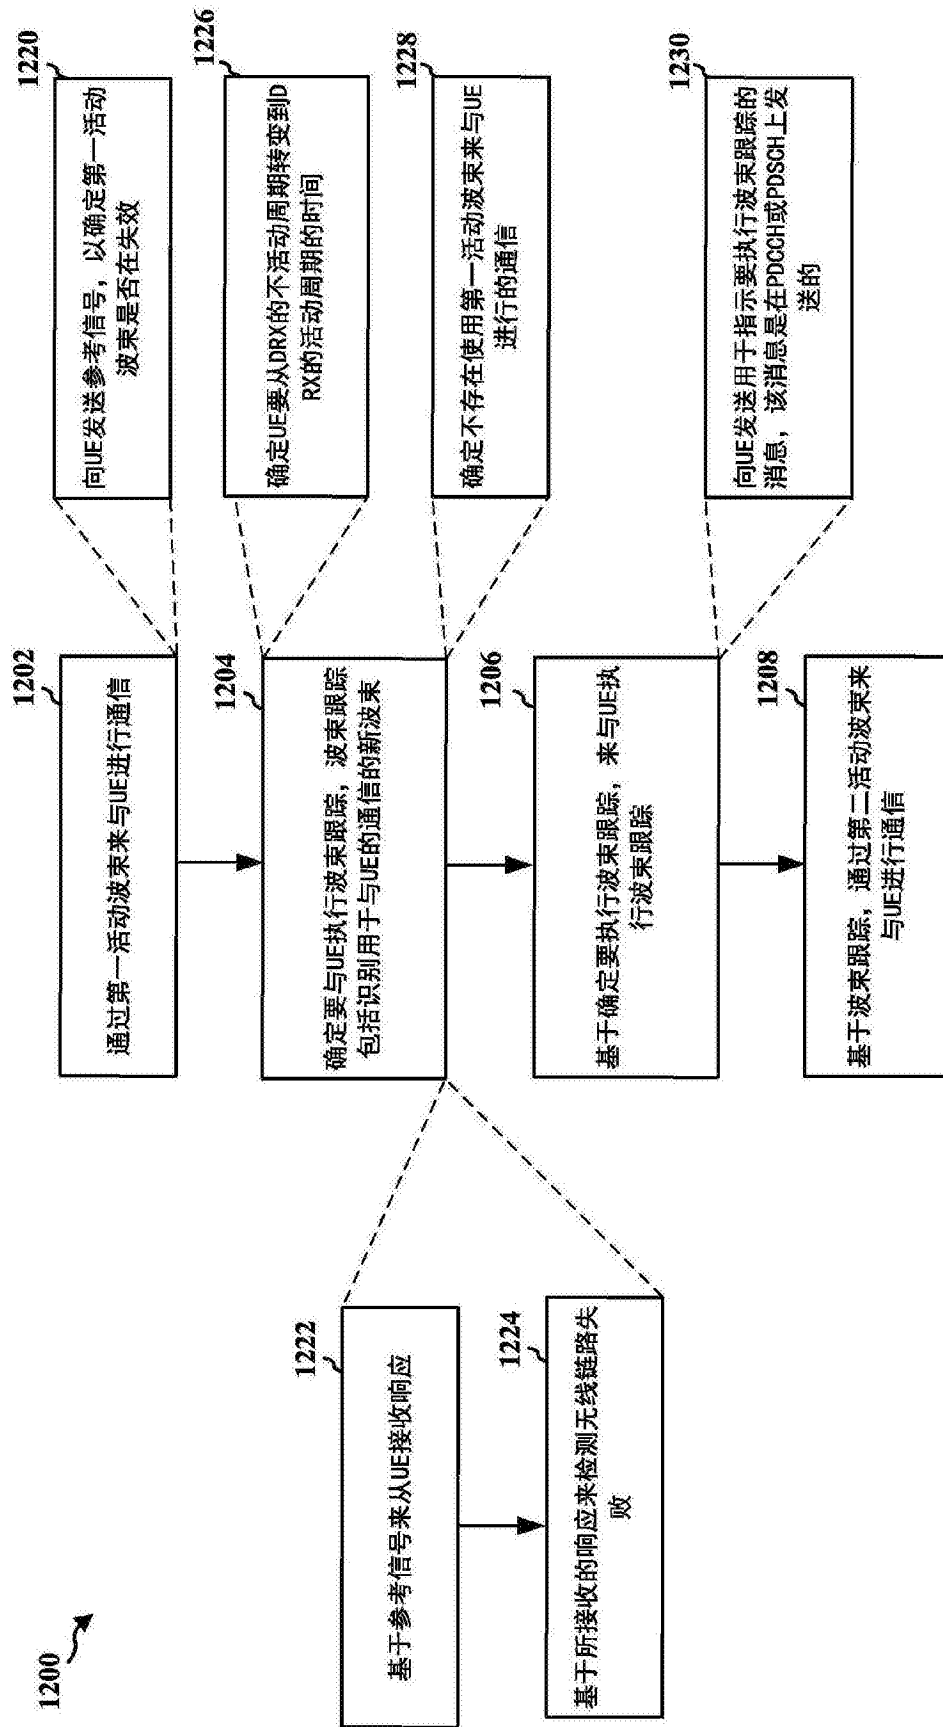 1200
1202
通过第一活动波束来与UE进行通信
1220
向UE发送参考信号，以确定第一活动
波束是否在失效
1204
确定要与UE执行波束跟踪，波束跟踪
包括识别用于与UE的通信的新波束
1222
基于参考信号来从UE接收响应
1224
基于所接收的响应来检测无线链路失
败
1226
确定UE要从DRX的不活动周期转变到D
RX的活动周期的时间
1228
确定不存在使用第一活动波束来与UE
进行的通信
1206
基于确定要执行波束跟踪，来与UE执
行波束跟踪
1230
向UE发送用于指示要执行波束跟踪的
消息，该消息是在PDCCH或PDSCH上发
送的
1208
基于波束跟踪，通过第二活动波束来
与UE进行通信